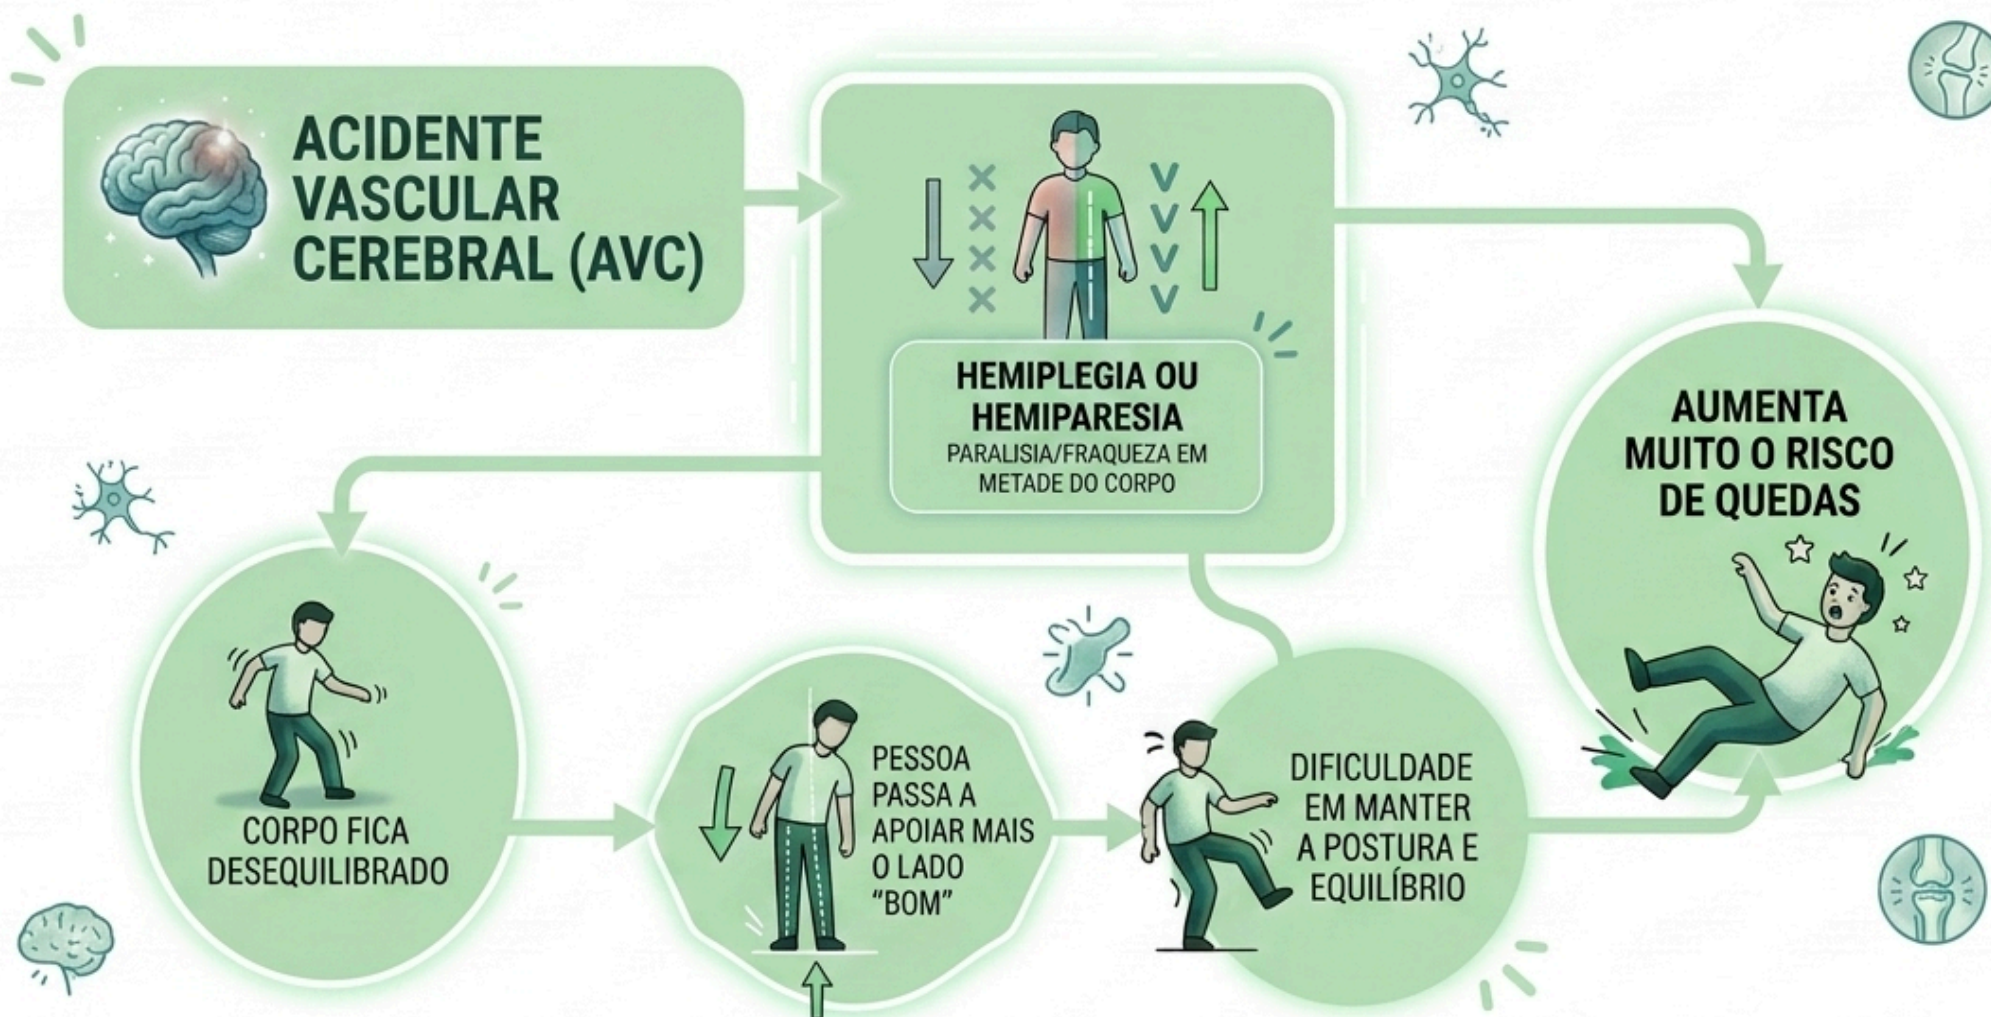 ACIDENTE
VASCULAR
CEREBRAL (AVC)
HEMIPLEGIA OU
HEMIPARESIA
PARALISIA/FRAQUEZA EM
METADE DO CORPO
AUMENTA
MUITO O RISCO
DE QUEDAS
CORPO FICA
DESEQUILIBRADO
PESSOA
PASSA A
APOIAR MAIS
O LADO
“BOM”
DIFICULDADE
EM MANTER
A POSTURA E
EQUILÍBRIO